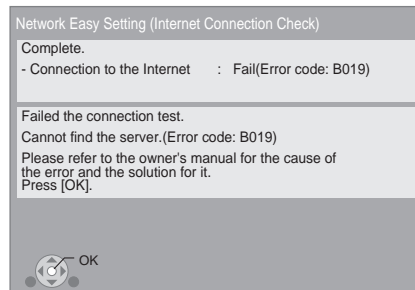 Network Easy Setting (Internet Connection Check)
Complete.
- Connection to the Internet : Fail(Error code: B019)
Failed the connection test.
Cannot find the server.(Error code: B019)
Please refer to the owner's manual for the cause of
the error and the solution for it.
Press [OK].
OK